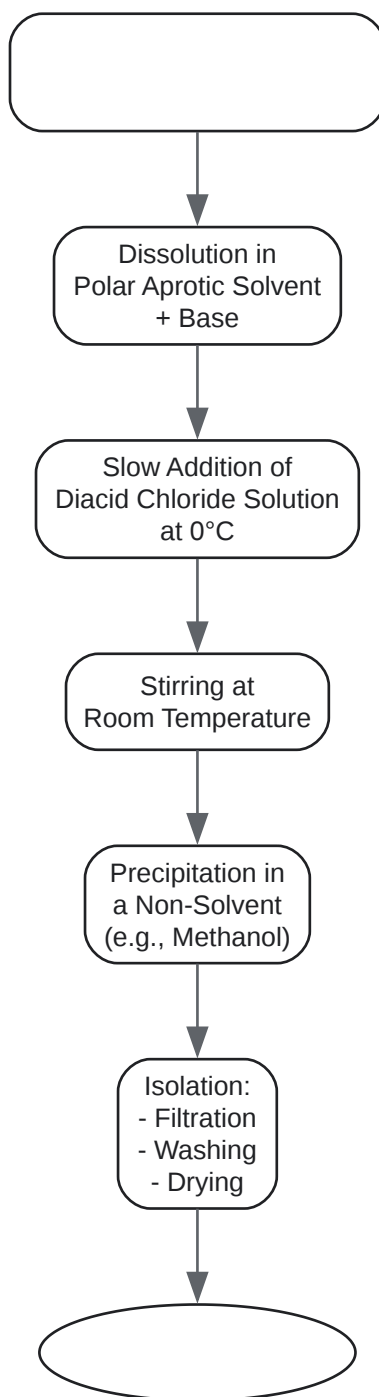 Dissolution in
Polar Aprotic Solvent
+ Base
Slow Addition of
Diacid Chloride Solution
at 0°C
Stirring at
Room Temperature
Precipitation in
a Non-Solvent
(e.g., Methanol)
Isolation:
- Filtration
- Washing
- Drying